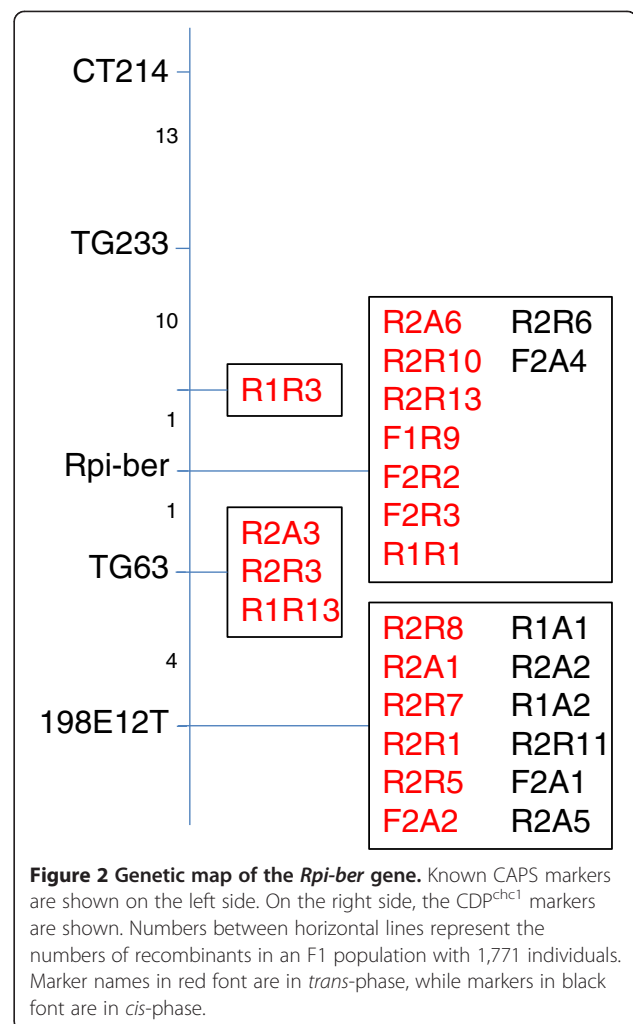 CT214
13
TG233
10
R1R3
1
Rpi-ber
1
TG63
4
198E12T
R2A6 R2R6
R2R10 F2A4
R2R13
F1R9
F2R2
F2R3
R1R1
R2A3
R2R3
R1R13
R2R8 R1A1
R2A1 R2A2
R2R7 R1A2
R2R1 R2R11
R2R5 F2A1
F2A2 R2A5
Figure 2 Genetic map of the Rpi-ber gene. Known CAPS markers
are shown on the left side. On the right side, the CDPchc1 markers
are shown. Numbers between horizontal lines represent the
numbers of recombinants in an F1 population with 1,771 individuals.
Marker names in red font are in trans-phase, while markers in black
font are in cis-phase.